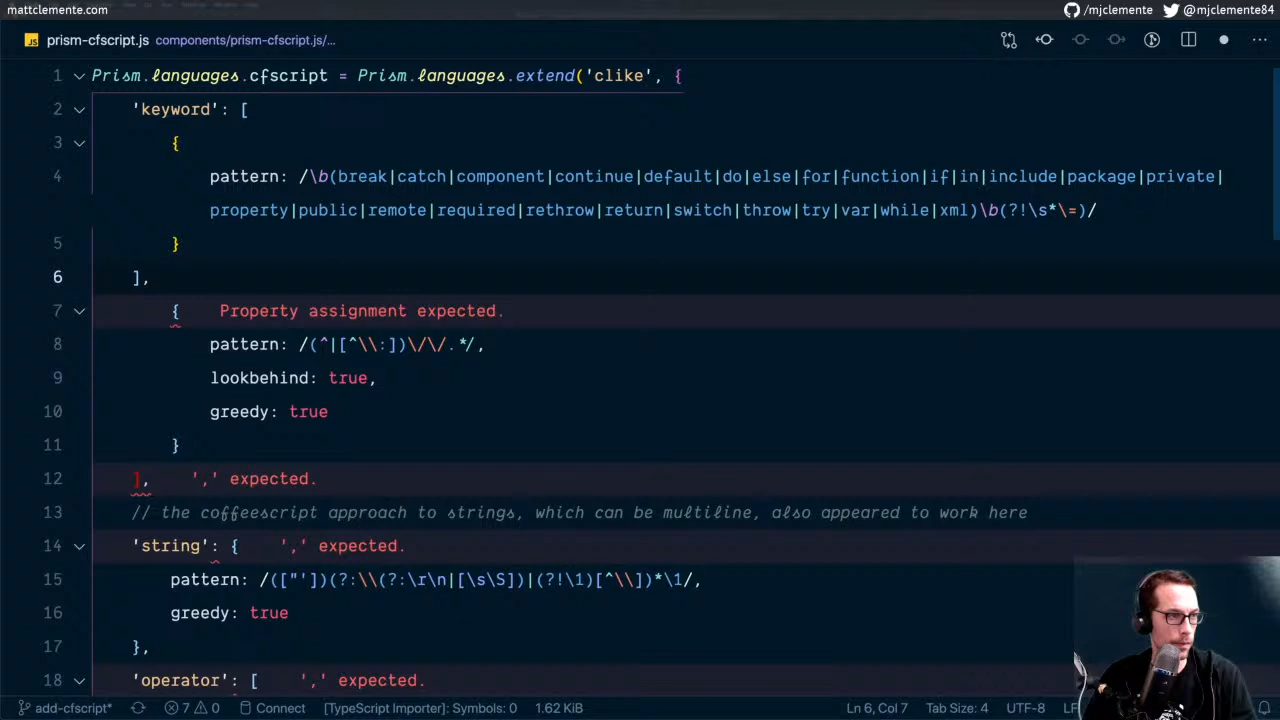 mattclemente.com
/mjclemente @mjclemente84
JS prism-cfscript.js components/prism-cfscript.js/...
1 Prism.languages.cfscript = Prism.languages.extend('clike', {
2 'keyword': [
3 {
4 pattern: /\b(break|catch|component|continue|default|do|else|for|function|if|in|include|package|private|
property|public|remote|required|rethrow|return|switch|throw|try|var|while|xml)\b(?!\s*\=)/
5 }
6 ],
7 { Property assignment expected.
8 pattern: /(^|[^\\:])\/\/.*/,
9 lookbehind: true,
10 greedy: true
11 }
12 ], ',' expected.
13 // the coffeescript approach to strings, which can be multiline, also appeared to work here
14 'string': { ',' expected.
15 pattern: /(["'])(?:\\(?:\r\n|[\s\S])|(?!\1)[^\\])*\1/,
16 greedy: true
17 },
18 'operator': [ ',' expected.
add-cfscript* 7 0 Connect [TypeScript Importer]: Symbols: 0 1.62 KiB Ln 6, Col 7 Tab Size: 4 UTF-8 LF